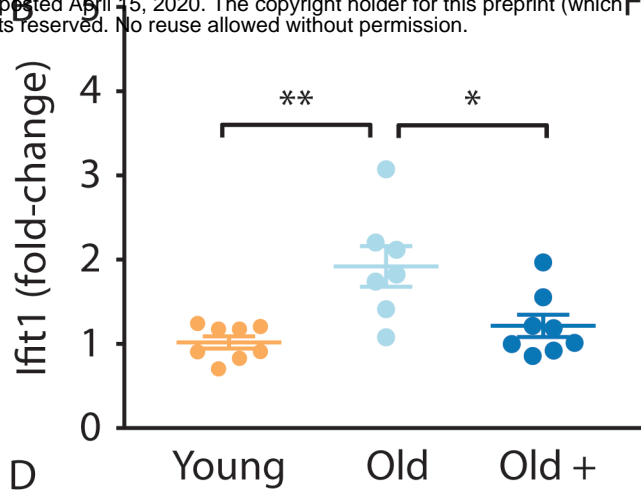 posted April 15, 2020. The copyright holder for this preprint (which
ts reserved. No reuse allowed without permission.
B
5
4
** *
3
2
1
0
Ifit1 (fold-change)
Young Old Old +
D